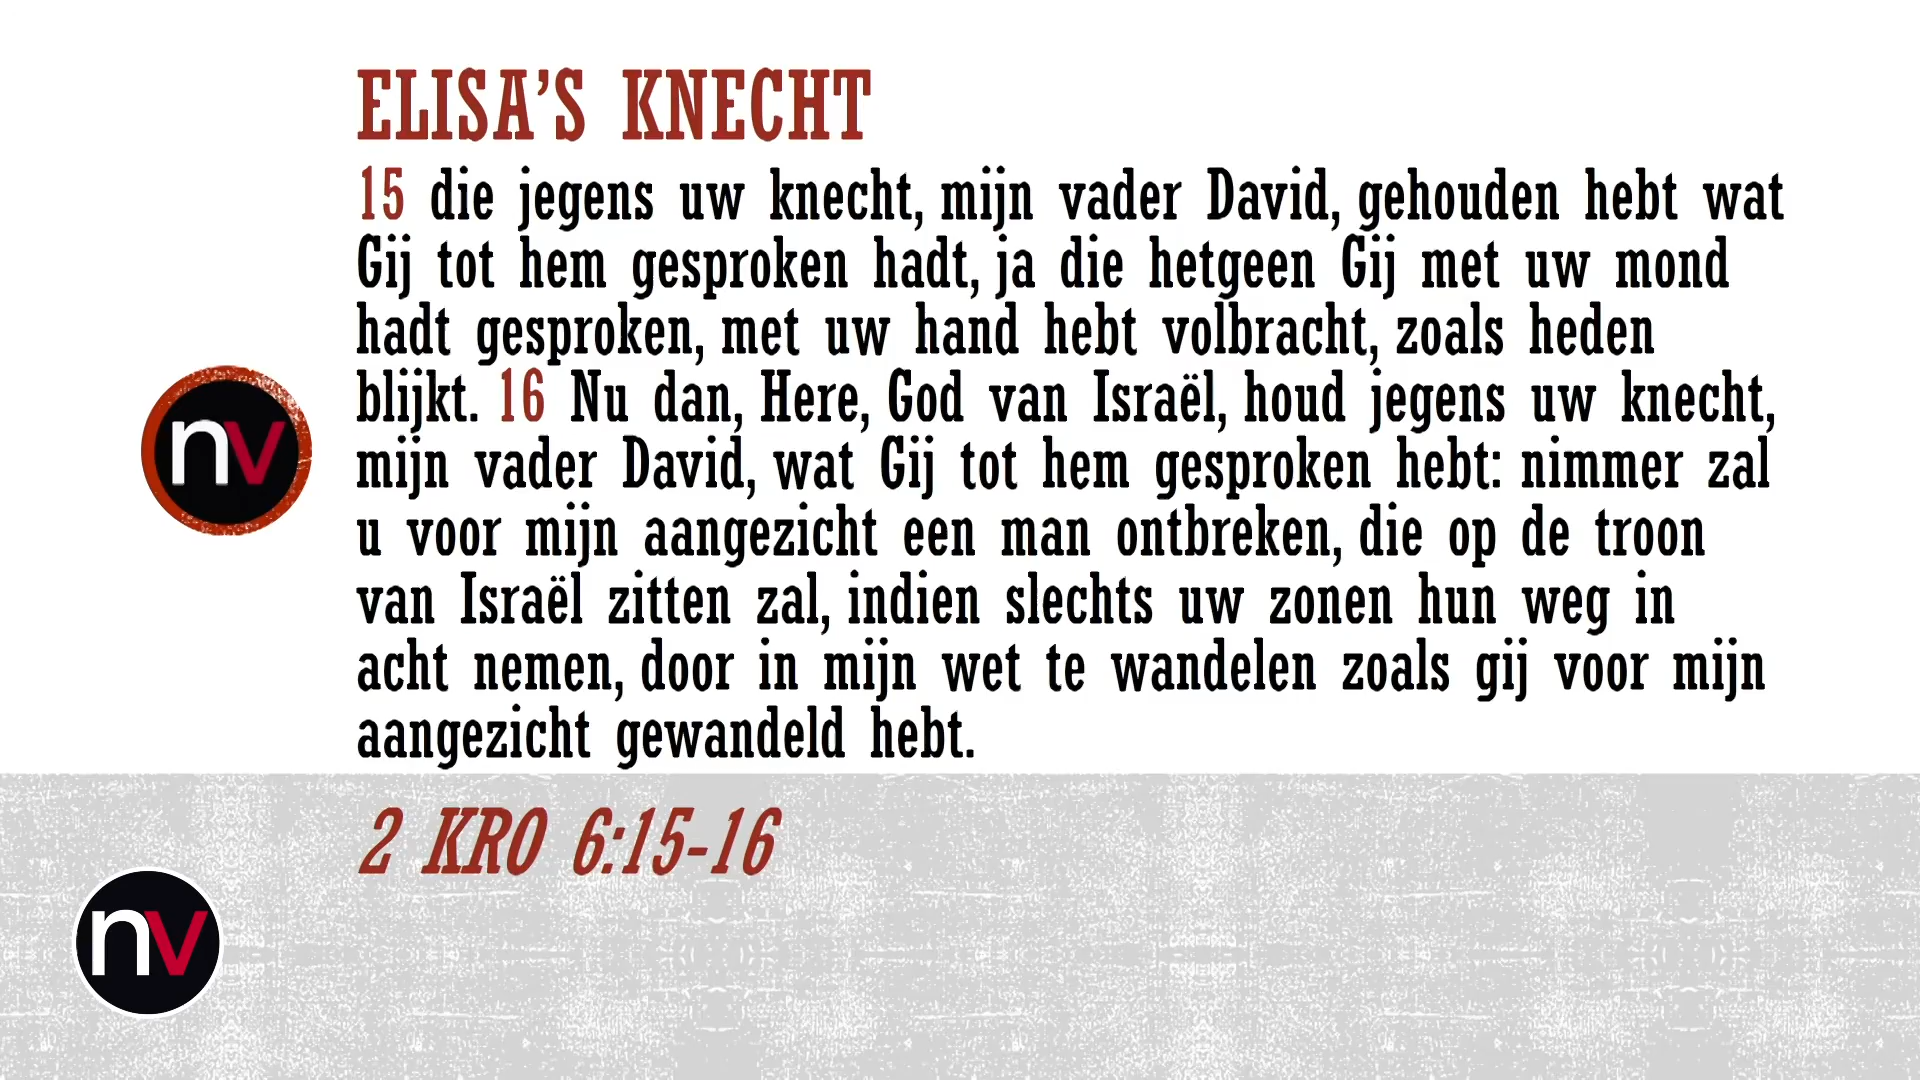 ELISA’S KNECHT
15 die jegens uw knecht, mijn vader David, gehouden hebt wat
Gij tot hem gesproken hadt, ja die hetgeen Gij met uw mond
hadt gesproken, met uw hand hebt volbracht, zoals heden
blijkt. 16 Nu dan, Here, God van Israël, houd jegens uw knecht,
mijn vader David, wat Gij tot hem gesproken hebt: nimmer zal
u voor mijn aangezicht een man ontbreken, die op de troon
van Israël zitten zal, indien slechts uw zonen hun weg in
acht nemen, door in mijn wet te wandelen zoals gij voor mijn
aangezicht gewandeld hebt.
2 KRO 6:15-16
nv
nv